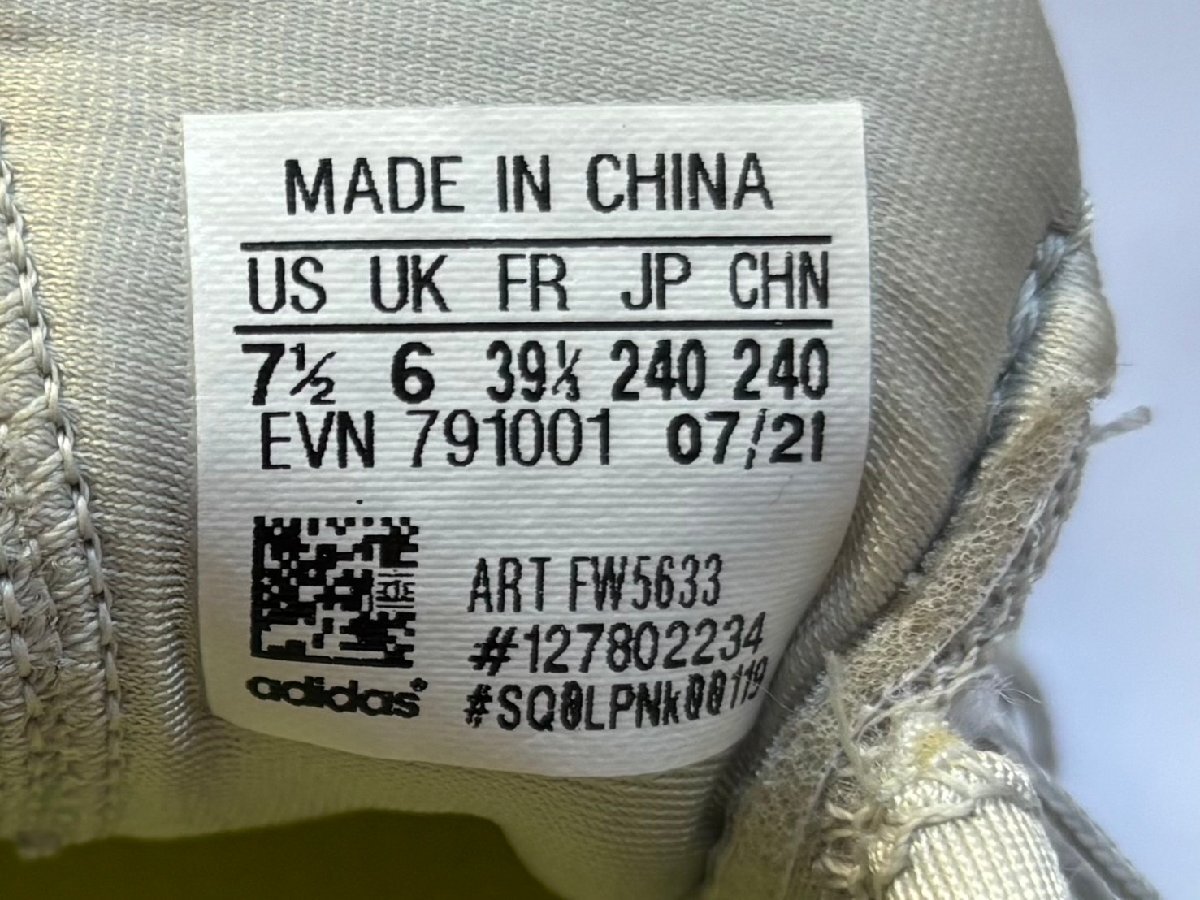 MADE IN CHINA
US UK FR JP CHN
7½ 6 39⅓ 240 240
EVN 791001 07/21
ART FW5633
#127802234
#SQ0LPNk00119
adidas®